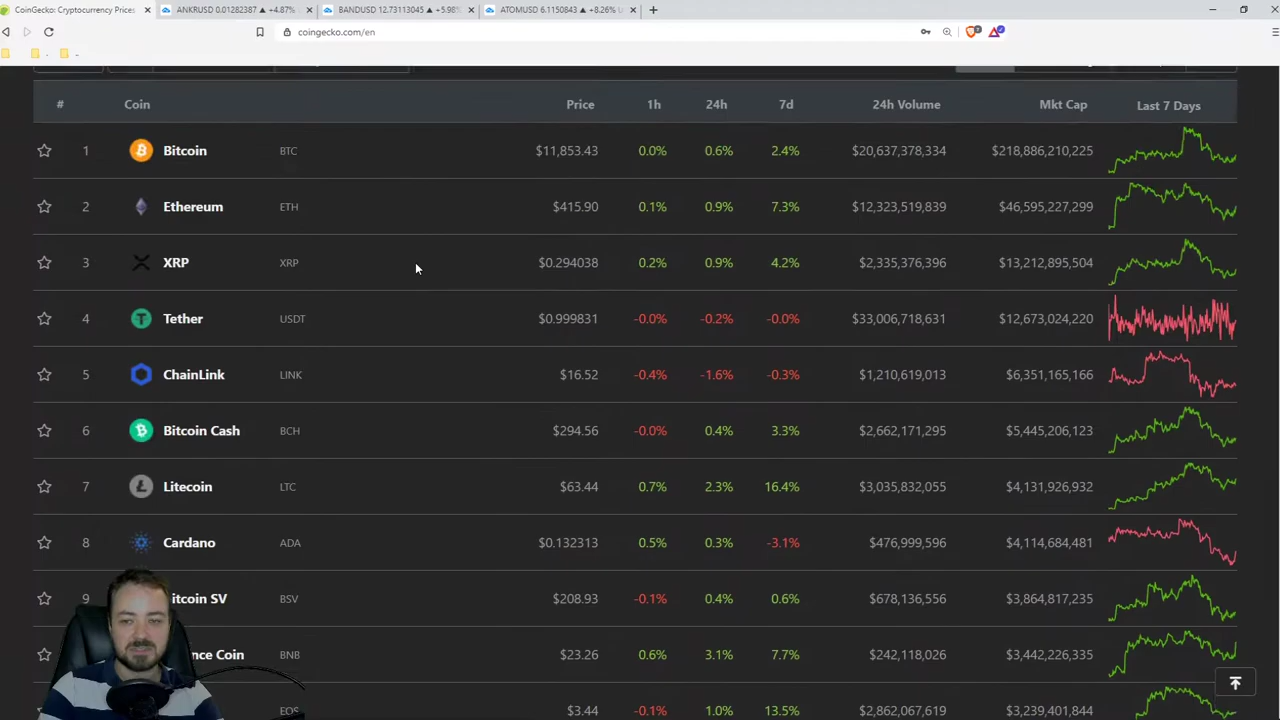 CoinGecko: Cryptocurrency Prices
ANKRUSD 0.01282387 ▲ +4.87%
BANDUSD 12.73113045 ▲ +5.98%
ATOMUSD 6.1150843 ▲ +8.26%
coingecko.com/en
# Coin Price 1h 24h 7d 24h Volume Mkt Cap Last 7 Days
1 Bitcoin BTC $11,853.43 0.0% 0.6% 2.4% $20,637,378,334 $218,886,210,225
2 Ethereum ETH $415.90 0.1% 0.9% 7.3% $12,323,519,839 $46,595,227,299
3 XRP XRP $0.294038 0.2% 0.9% 4.2% $2,335,376,396 $13,212,895,504
4 Tether USDT $0.999831 -0.0% -0.2% -0.0% $33,006,718,631 $12,673,024,220
5 ChainLink LINK $16.52 -0.4% -1.6% -0.3% $1,210,619,013 $6,351,165,166
6 Bitcoin Cash BCH $294.56 -0.0% 0.4% 3.3% $2,662,171,295 $5,445,206,123
7 Litecoin LTC $63.44 0.7% 2.3% 16.4% $3,035,832,055 $4,131,926,932
8 Cardano ADA $0.132313 0.5% 0.3% -3.1% $476,999,596 $4,114,684,481
9 itcoin SV BSV $208.93 -0.1% 0.4% 0.6% $678,136,556 $3,864,817,235
nce Coin BNB $23.26 0.6% 3.1% 7.7% $242,118,026 $3,442,226,335
EOS $3.44 -0.1% 1.0% 13.5% $2,862,067,619 $3,239,401,844